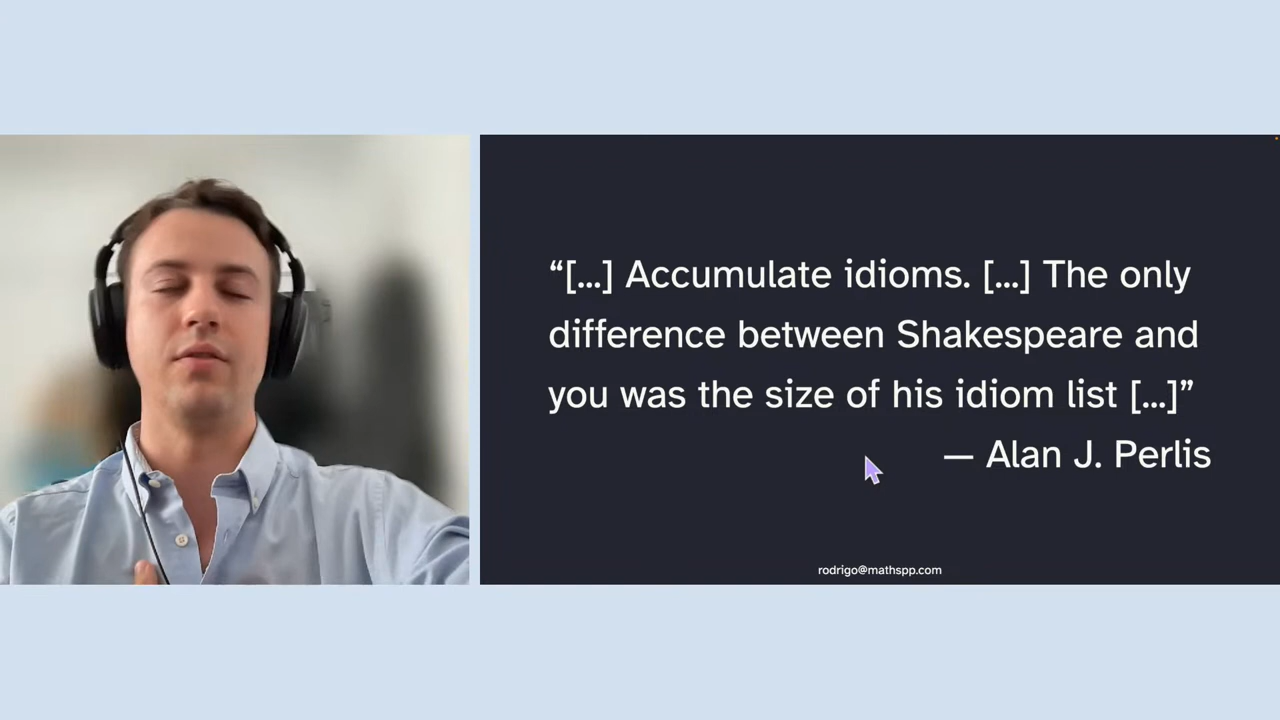 “[...] Accumulate idioms. [...] The only
difference between Shakespeare and
you was the size of his idiom list [...]”
— Alan J. Perlis
rodrigo@mathspp.com